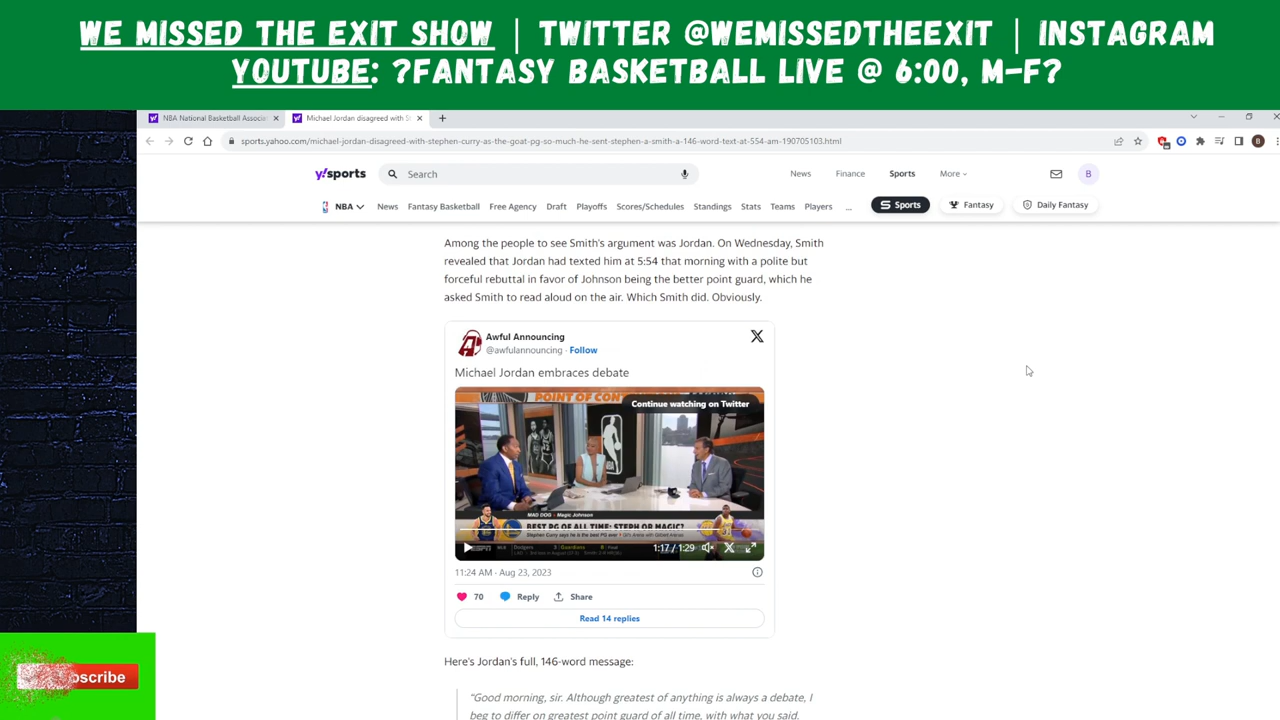 WE MISSED THE EXIT SHOW | TWITTER @WEMISSEDTHEEXIT | INSTAGRAM
YOUTUBE: ?FANTASY BASKETBALL LIVE @ 6:00, M-F?
NBA National Basketball Associa
Michael Jordan disagreed with St
sports.yahoo.com/michael-jordan-disagreed-with-stephen-curry-as-the-goat-pg-so-much-he-sent-stephen-a-smith-a-146-word-text-at-554-am-190705103.html
B
y!sports
Search
News
Finance
Sports
More
B
NBA
News
Fantasy Basketball
Free Agency
Draft
Playoffs
Scores/Schedules
Standings
Stats
Teams
Players
...
Sports
Fantasy
Daily Fantasy
Among the people to see Smith's argument was Jordan. On Wednesday, Smith
revealed that Jordan had texted him at 5:54 that morning with a polite but
forceful rebuttal in favor of Johnson being the better point guard, which he
asked Smith to read aloud on the air. Which Smith did. Obviously.
Awful Announcing
@awfulannouncing · Follow
Michael Jordan embraces debate
POINT OF CON
Continue watching on Twitter
NBA
MAD DOG - Magic Johnson
BEST PG OF ALL TIME: STEPH OR MAGIC?
Stephen Curry says he is the best PG ever
ESPN
Dodgers 3
Guardians 8
1:17 / 1:29
11:24 AM · Aug 23, 2023
70
Reply
Share
Read 14 replies
Here's Jordan's full, 146-word message:
"Good morning, sir. Although greatest of anything is always a debate, I
beg to differ on greatest point guard of all time, with what you said.
scribe